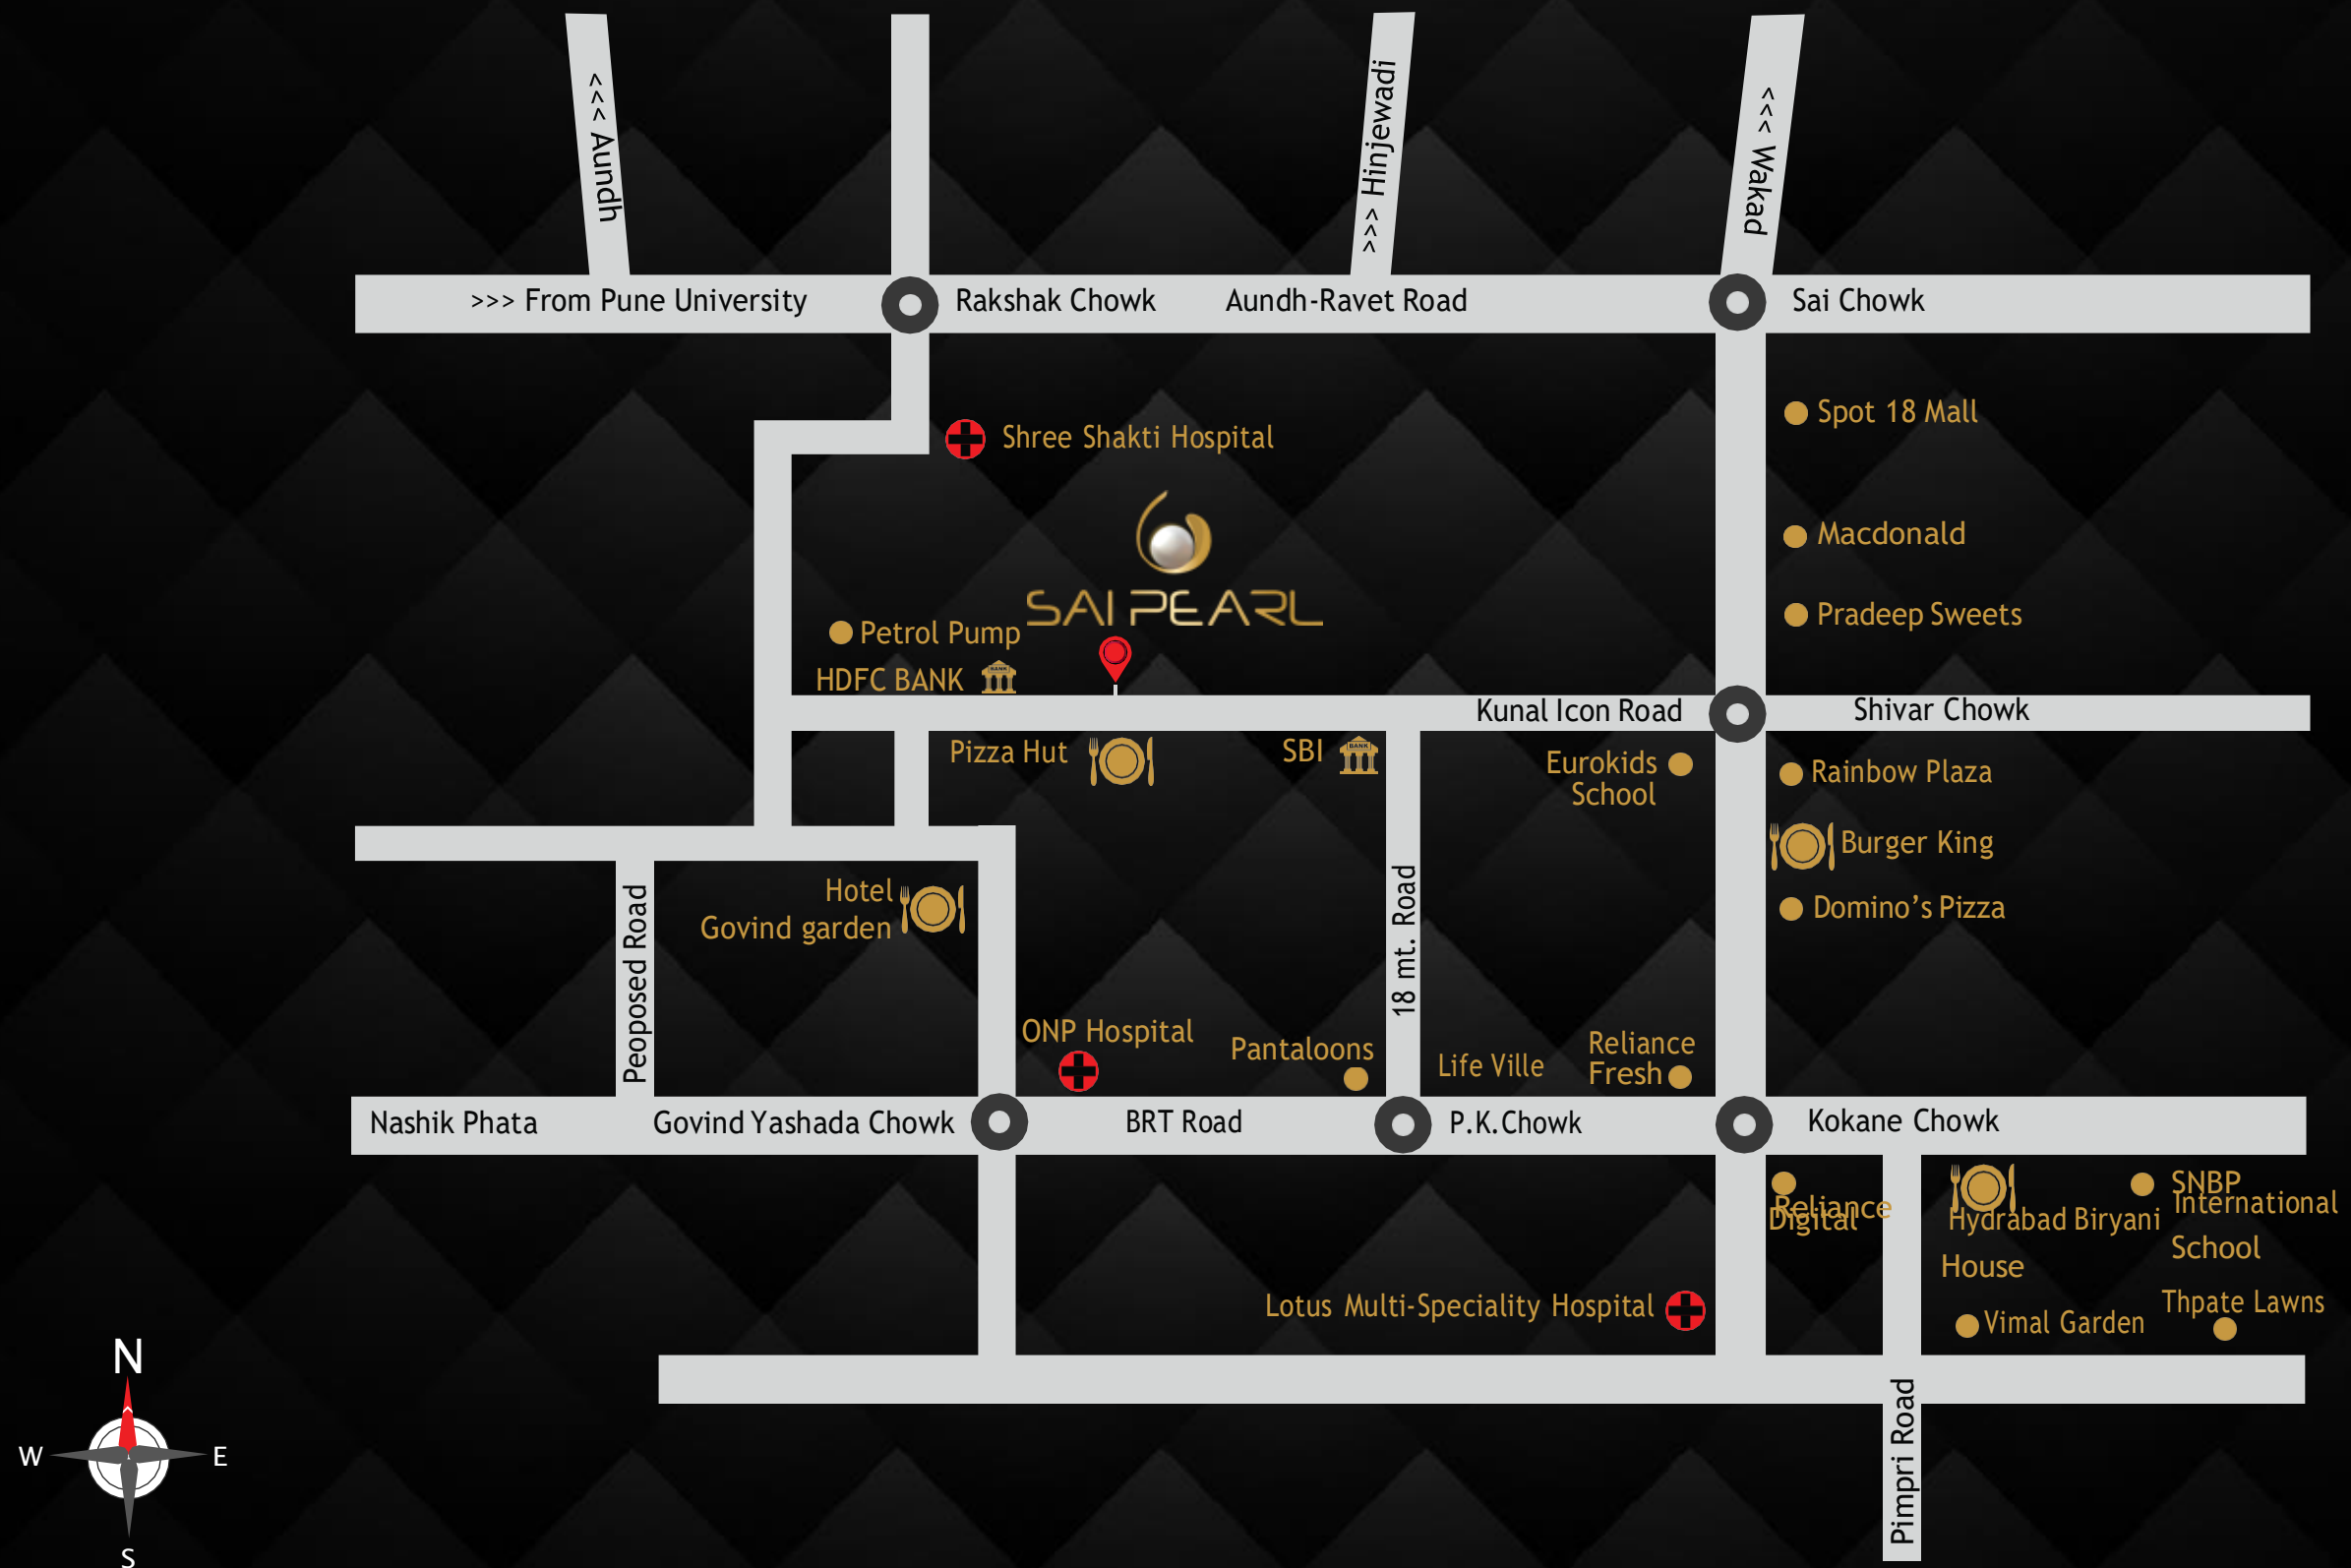 <<< Aundh
>>> Hinjewadi
<<< Wakad
>>> From Pune University
Rakshak Chowk
Aundh-Ravet Road
Sai Chowk
Spot 18 Mall
Shree Shakti Hospital
Macdonald
SAI PEARL
Pradeep Sweets
Petrol Pump
HDFC BANK
BANK
Kunal Icon Road
Shivar Chowk
Pizza Hut
SBI
BANK
Eurokids
School
Rainbow Plaza
Burger King
Hotel
Govind garden
Domino’s Pizza
Peoposed Road
18 mt. Road
ONP Hospital
Pantaloons
Life Ville
Reliance
Fresh
Nashik Phata
Govind Yashada Chowk
BRT Road
P.K.Chowk
Kokane Chowk
Reliance
Digital
Hydrabad Biryani
House
SNBP
International
School
Lotus Multi-Speciality Hospital
Vimal Garden
Thpate Lawns
Pimpri Road
N
W
E
S